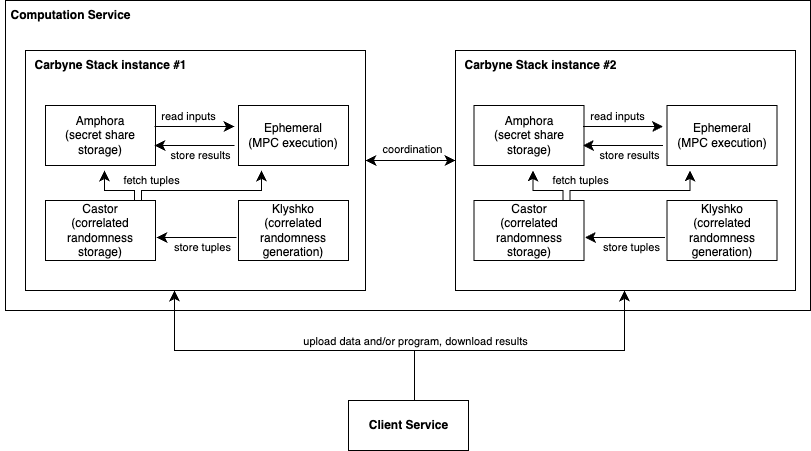 Computation Service
Carbyne Stack instance #1
Amphora
(secret share
storage)
read inputs
store results
Ephemeral
(MPC execution)
fetch tuples
Castor
(correlated
randomness
storage)
store tuples
Klyshko
(correlated
randomness
generation)
coordination
Carbyne Stack instance #2
Amphora
(secret share
storage)
read inputs
store results
Ephemeral
(MPC execution)
fetch tuples
Castor
(correlated
randomness
storage)
store tuples
Klyshko
(correlated
randomness
generation)
upload data and/or program, download results
Client Service